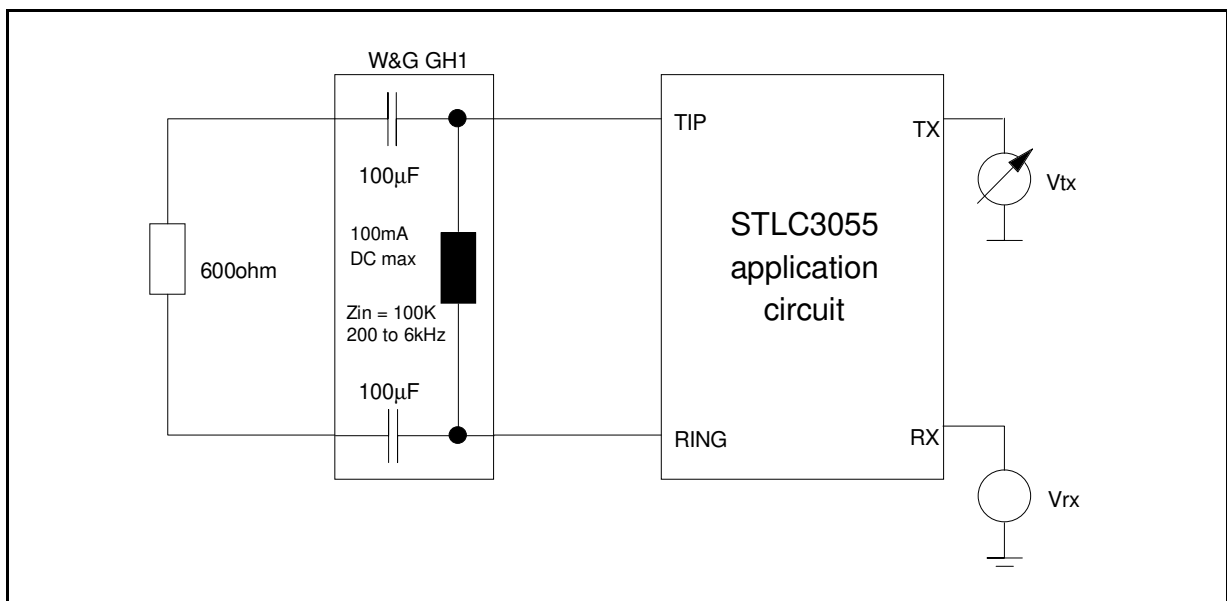 W&G GH1
TIP
TX
100μF
Vtx
100mA
DC max
STLC3055
application
circuit
600ohm
Zin = 100K
200 to 6kHz
100μF
RING
RX
Vrx